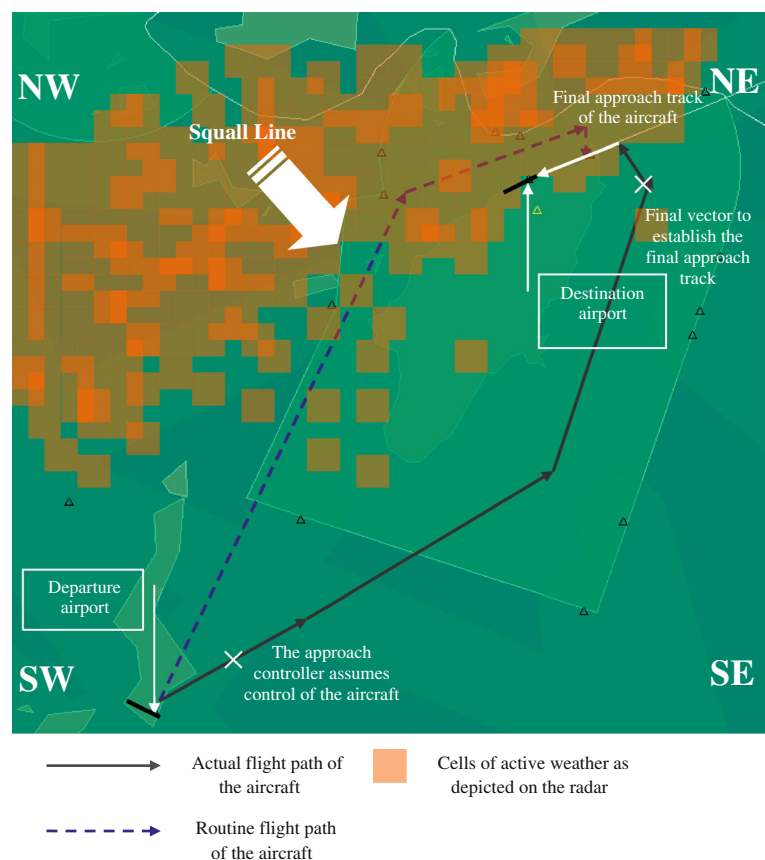 NW
NE
Final approach track
of the aircraft
Squall Line
Final vector to
establish the
final approach
track
Destination
airport
Departure
airport
The approach
controller assumes
control of the aircraft
SW
SE
Actual flight path of
the aircraft
Cells of active weather as
depicted on the radar
Routine flight path
of the aircraft